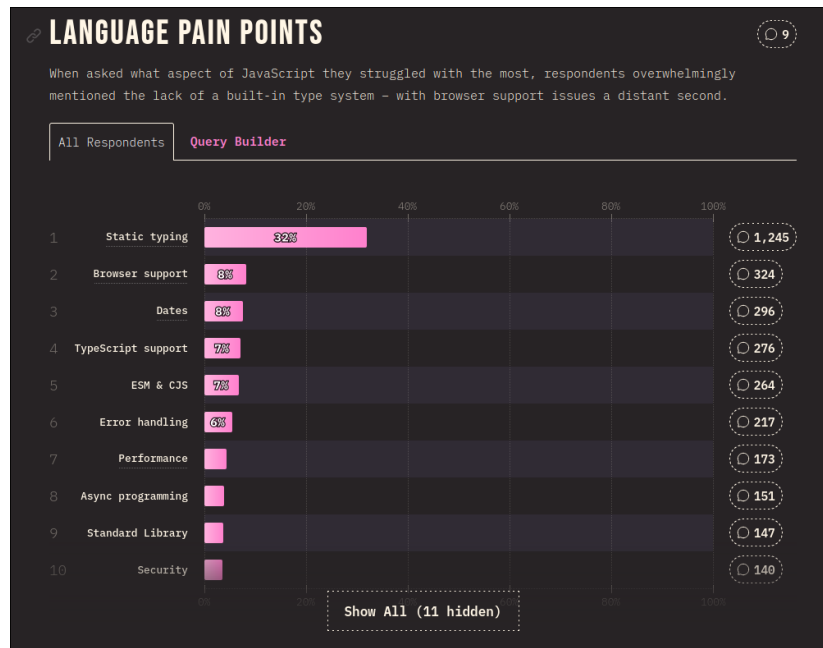 LANGUAGE PAIN POINTS
9
When asked what aspect of JavaScript they struggled with the most, respondents overwhelmingly
mentioned the lack of a built-in type system – with browser support issues a distant second.
All Respondents Query Builder
0% 20% 40% 60% 80% 100%
1 Static typing 32% 1,245
2 Browser support 8% 324
3 Dates 8% 296
4 TypeScript support 7% 276
5 ESM & CJS 7% 264
6 Error handling 6% 217
7 Performance 173
8 Async programming 151
9 Standard Library 147
10 Security 140
0% 20% 40% 60% 80% 100%
Show All (11 hidden)